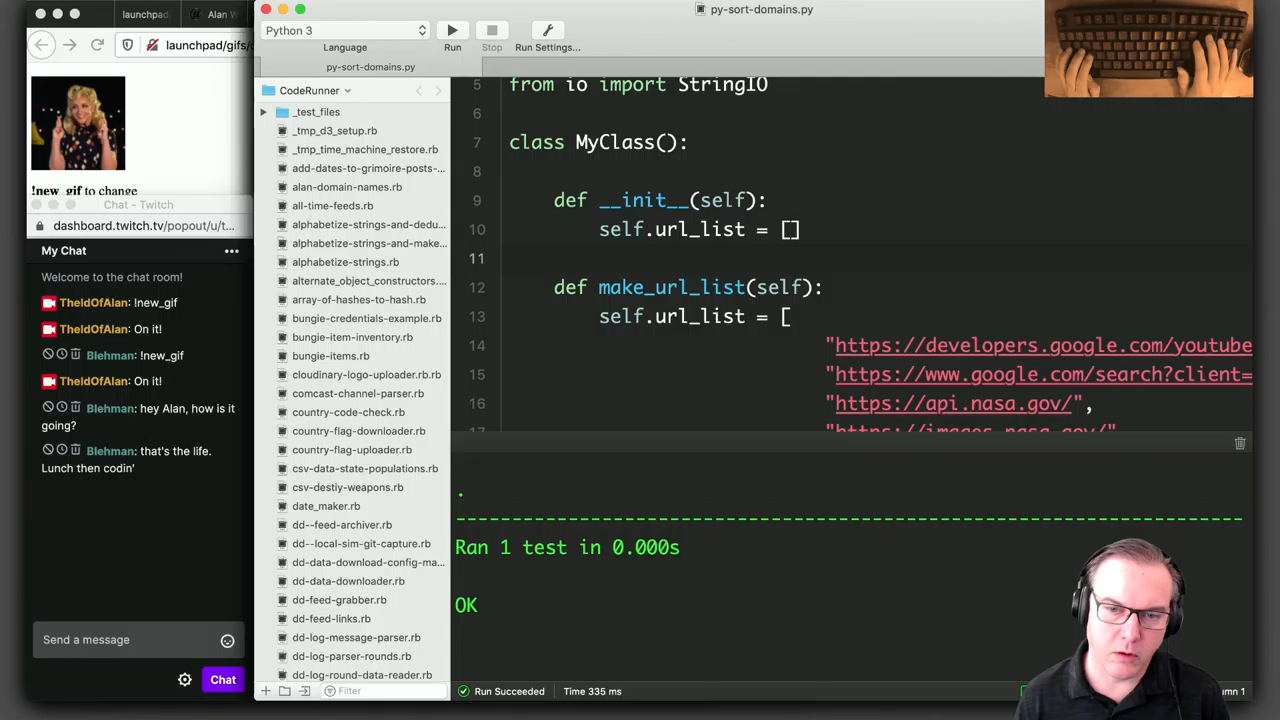 launchpad
Alan W
launchpad/gifs/
!new_gif to change
Chat – Twitch
dashboard.twitch.tv/popout/u/t...
My Chat
Welcome to the chat room!
TheIdOfAlan: !new_gif
TheIdOfAlan: On it!
Blehman: !new_gif
TheIdOfAlan: On it!
Blehman: hey Alan, how is it
going?
Blehman: that's the life.
Lunch then codin'
Send a message
Chat
py-sort-domains.py
Python 3
Language
Run
Stop
Run Settings...
py-sort-domains.py
CodeRunner
_test_files
_tmp_d3_setup.rb
_tmp_time_machine_restore.rb
add-dates-to-grimoire-posts-...
alan-domain-names.rb
all-time-feeds.rb
alphabetize-strings-and-dedu...
alphabetize-strings-and-make...
alphabetize-strings.rb
alternate_object_constructors...
array-of-hashes-to-hash.rb
bungie-credentials-example.rb
bungie-item-inventory.rb
bungie-items.rb
cloudinary-logo-uploader.rb
comcast-channel-parser.rb
country-code-check.rb
country-flag-downloader.rb
country-flag-uploader.rb
csv-data-state-populations.rb
csv-destiy-weapons.rb
date_maker.rb
dd--feed-archiver.rb
dd--local-sim-git-capture.rb
dd-data-download-config-ma...
dd-data-downloader.rb
dd-feed-grabber.rb
dd-feed-links.rb
dd-log-message-parser.rb
dd-log-parser-rounds.rb
dd-log-round-data-reader.rb
Filter
5 from io import StringIO
6
7 class MyClass():
8
9 def __init__(self):
10 self.url_list = []
11
12 def make_url_list(self):
13 self.url_list = [
14 "https://developers.google.com/youtube
15 "https://www.google.com/search?client=
16 "https://api.nasa.gov/",
17 "https://images.nasa.gov/"
.
----------------------------------------------------------------------
Ran 1 test in 0.000s
OK
Run Succeeded
Time 335 ms
umn 1